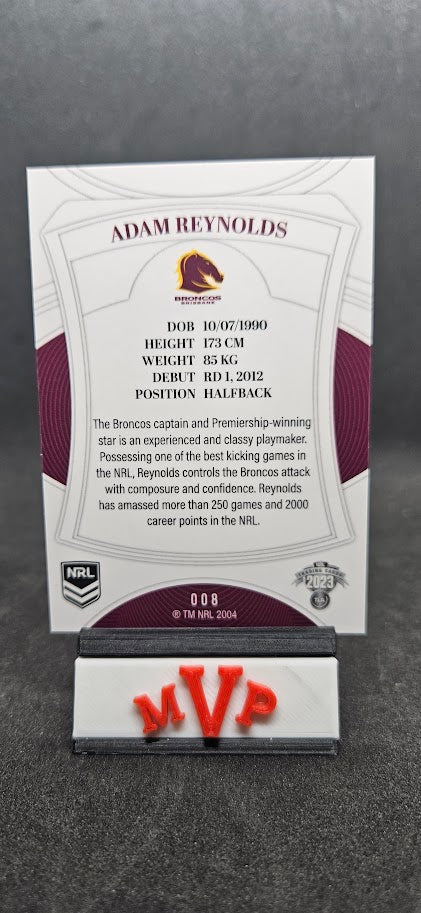 ADAM REYNOLDS
BRONCOS
BRISBANE
DOB 10/07/1990
HEIGHT 173 CM
WEIGHT 85 KG
DEBUT RD 1, 2012
POSITION HALFBACK
The Broncos captain and Premiership-winning
star is an experienced and classy playmaker.
Possessing one of the best kicking games in
the NRL, Reynolds controls the Broncos attack
with composure and confidence. Reynolds
has amassed more than 250 games and 2000
career points in the NRL.
NRL
TRADING CARDS
2023
008
® TM NRL 2004
MVP